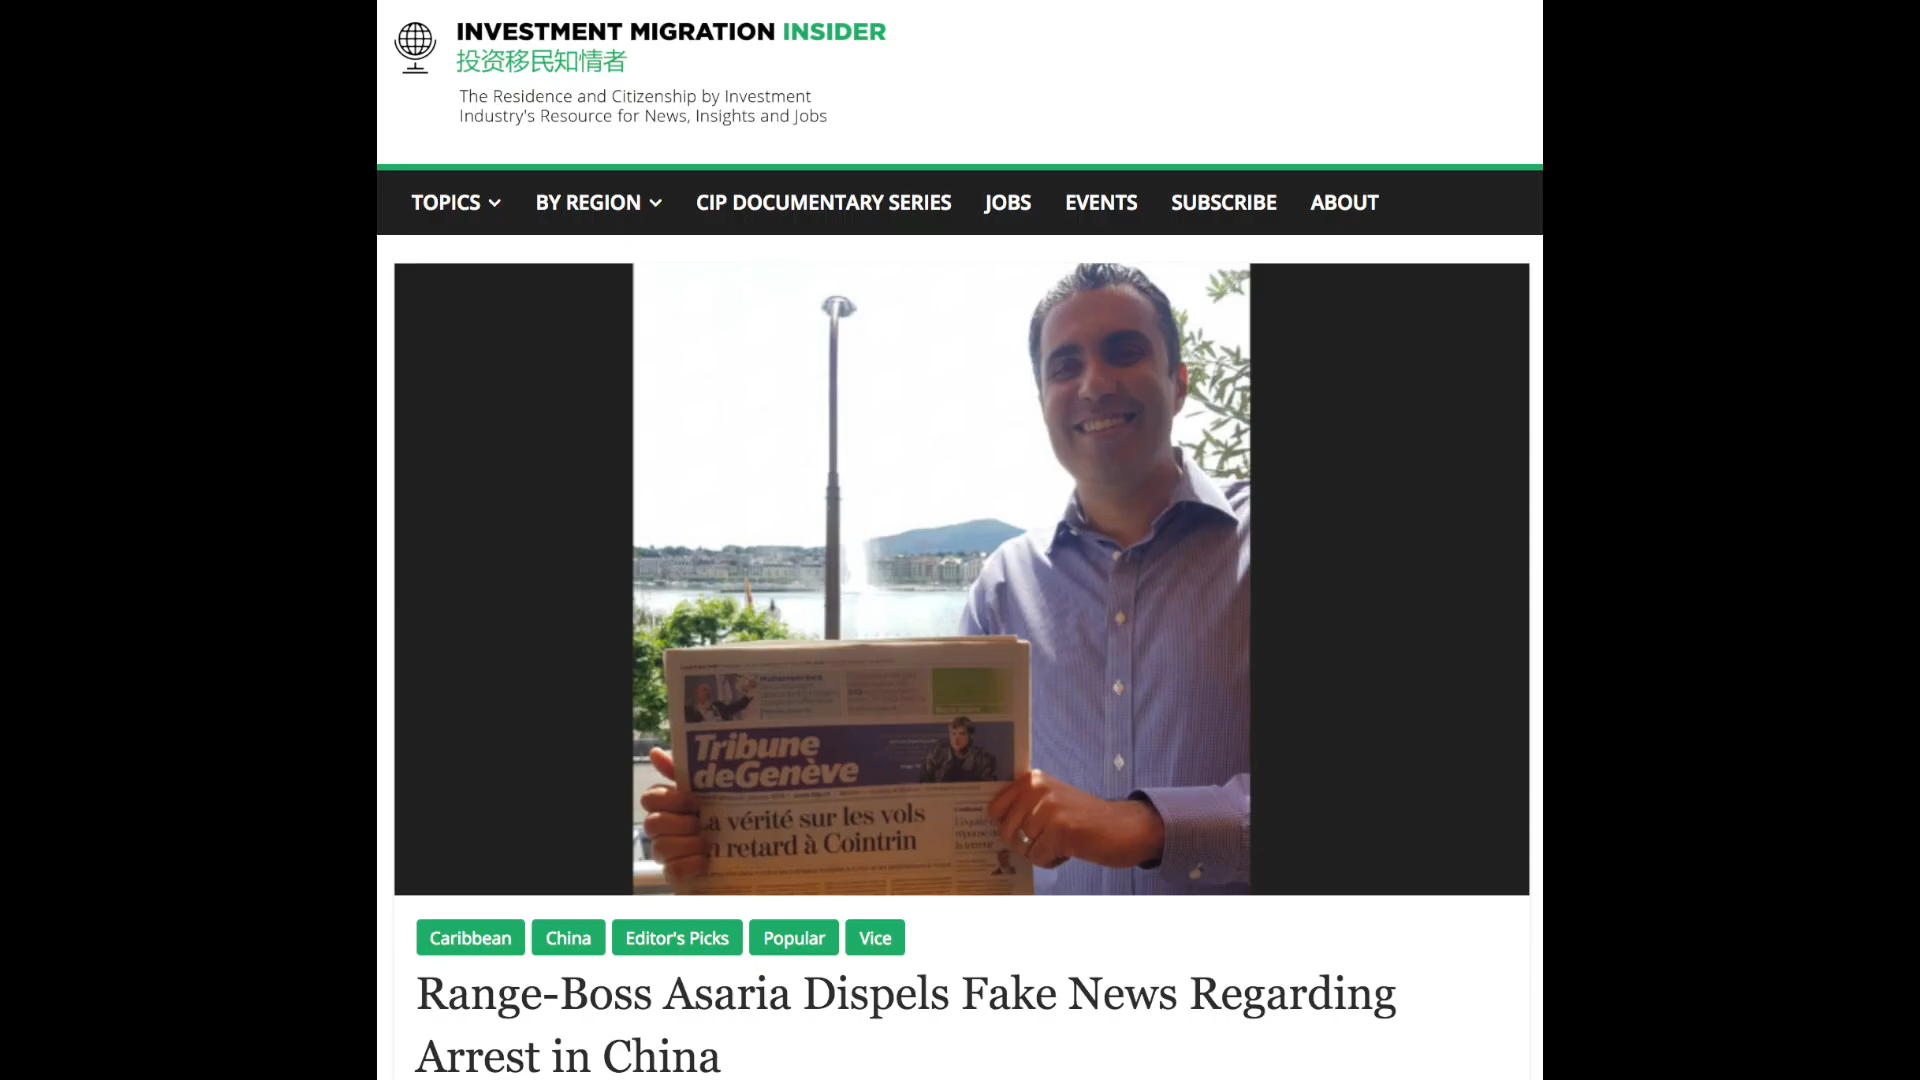 INVESTMENT MIGRATION INSIDER
投资移民知情者
The Residence and Citizenship by Investment
Industry's Resource for News, Insights and Jobs
TOPICS BY REGION CIP DOCUMENTARY SERIES JOBS EVENTS SUBSCRIBE ABOUT
Tribune
deGenève
La vérité sur les vols
retard à Cointrin
Caribbean China Editor's Picks Popular Vice
Range-Boss Asaria Dispels Fake News Regarding
Arrest in China